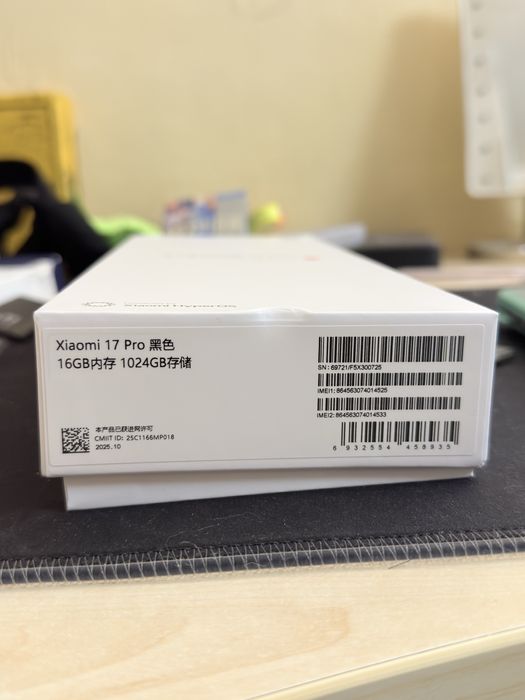 Xiaomi HyperOS
Xiaomi 17 Pro 黑色
16GB内存 1024GB存储
本产品已获进网许可
CMIIT ID: 25C1166MP018
2025.10
SN: 69721/F5X300725
IMEI1: 864563074014525
IMEI2: 864563074014533
6 932554 458935